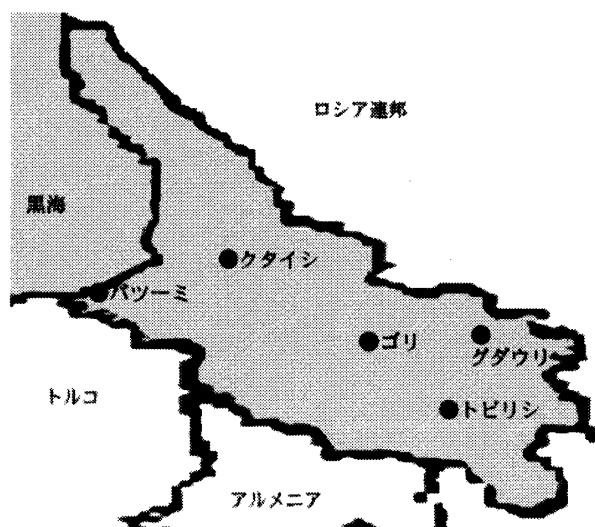 ロシア連邦
黒海
クタイシ
バツーミ
ゴリ
グダウリ
トルコ
トビリシ
アルメニア